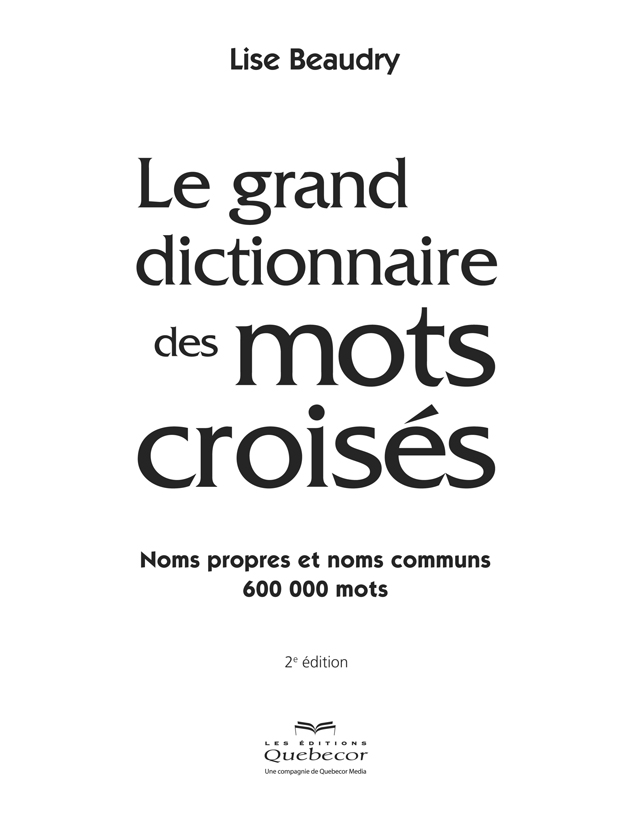 Lise Beaudry
Le grand
dictionnaire
des mots
croisés
Noms propres et noms communs
600 000 mots
2e édition
LES ÉDITIONS
Quebecor
Une compagnie de Quebecor Media